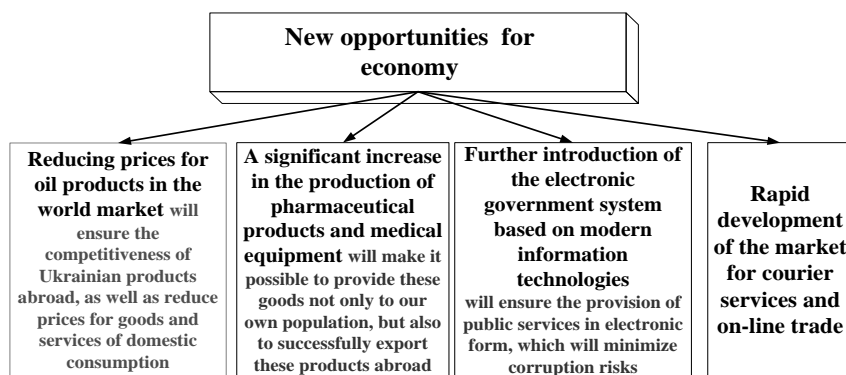 New opportunities for
economy
Reducing prices for
oil products in the
world market will
ensure the
competitiveness of
Ukrainian products
abroad, as well as reduce
prices for goods and
services of domestic
consumption
A significant increase
in the production of
pharmaceutical
products and medical
equipment will make it
possible to provide these
goods not only to our
own population, but also
to successfully export
these products abroad
Further introduction of
the electronic
government system
based on modern
information
technologies
will ensure the provision of
public services in electronic
form, which will minimize
corruption risks
Rapid
development
of the market
for courier
services and
on-line trade